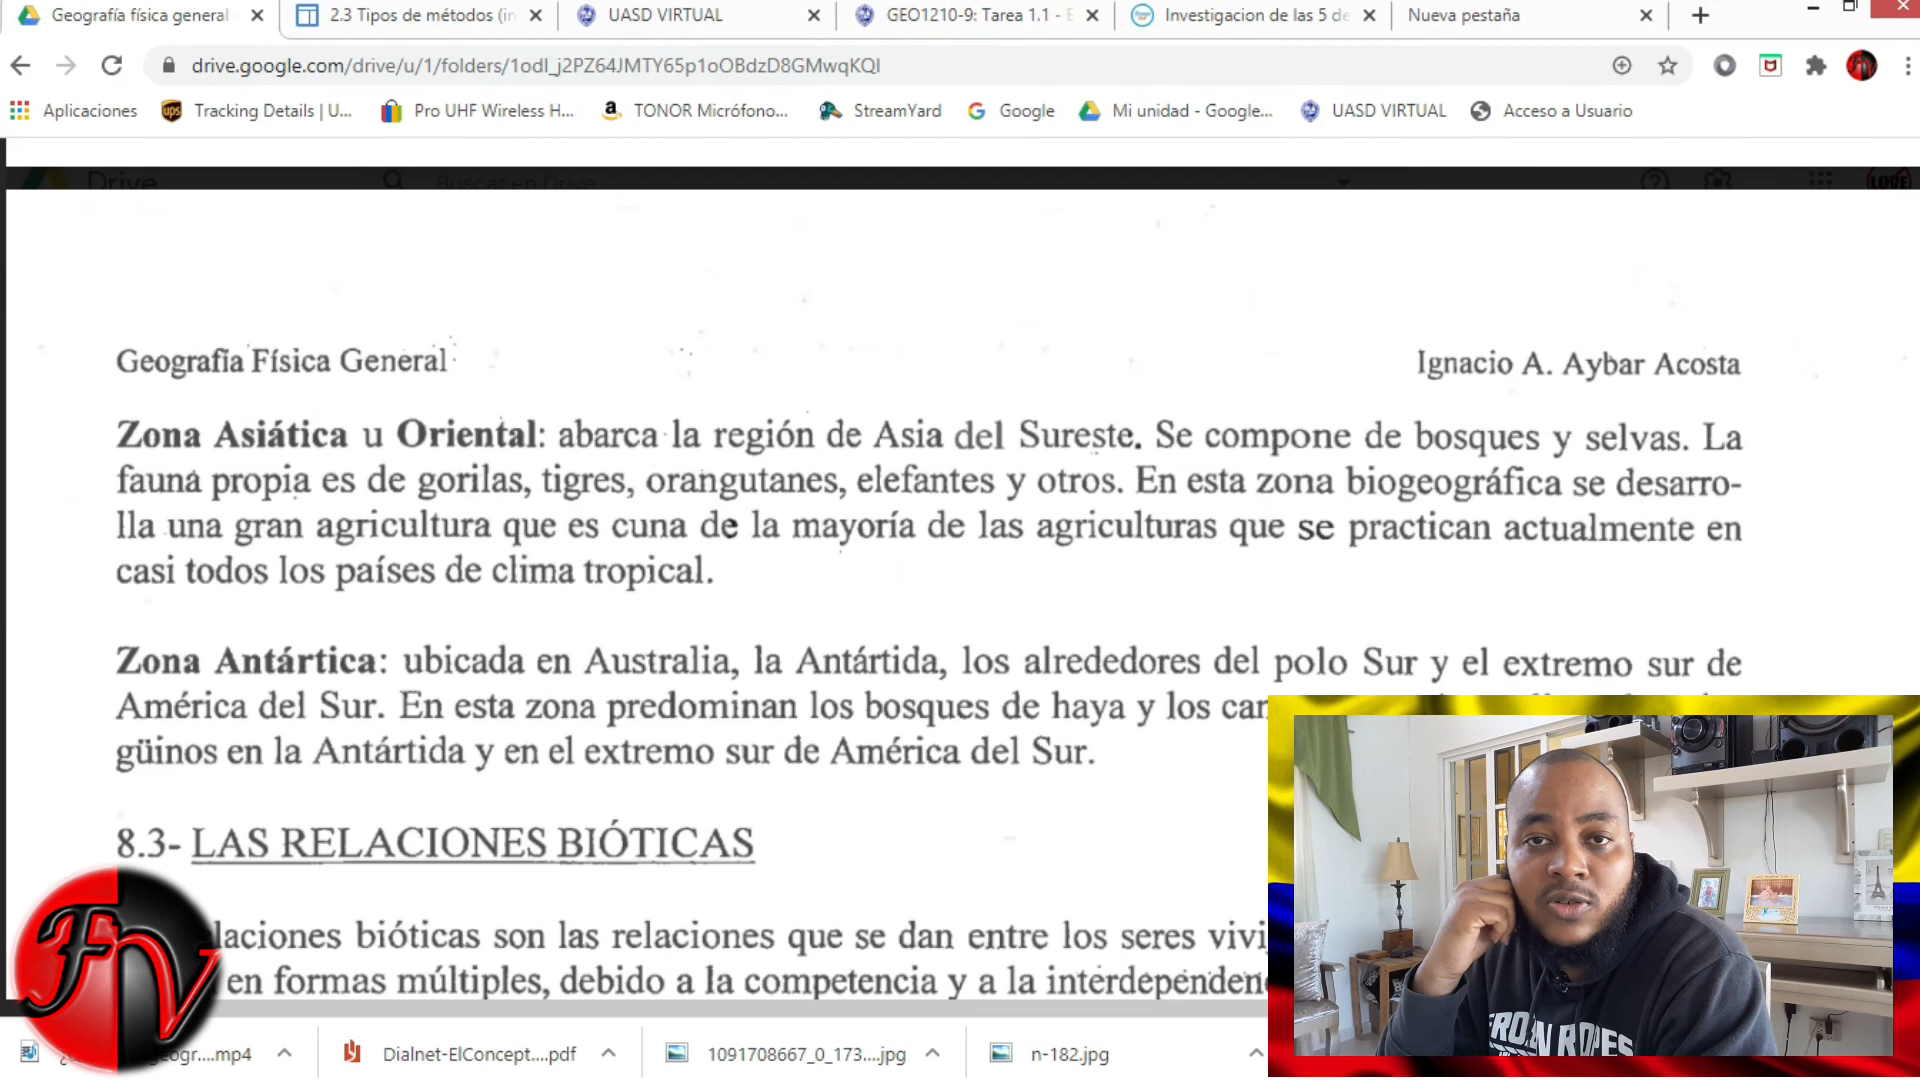 Geografía física general
2.3 Tipos de métodos (in
UASD VIRTUAL
GEO1210-9: Tarea 1.1 - E
Investigacion de las 5 de
Nueva pestaña
drive.google.com/drive/u/1/folders/1odI_j2PZ64JMTY65p1oOBdzD8GMwqKQI
Aplicaciones
Tracking Details | U...
Pro UHF Wireless H...
TONOR Micrófono...
StreamYard
Google
Mi unidad - Google...
UASD VIRTUAL
Acceso a Usuario
Drive
Buscar en Drive
LOVE
Geografía Física General
Ignacio A. Aybar Acosta
Zona Asiática u Oriental: abarca la región de Asia del Sureste. Se compone de bosques y selvas. La
fauna propia es de gorilas, tigres, orangutanes, elefantes y otros. En esta zona biogeográfica se desarro-
lla una gran agricultura que es cuna de la mayoría de las agriculturas que se practican actualmente en
casi todos los países de clima tropical.
Zona Antártica: ubicada en Australia, la Antártida, los alrededores del polo Sur y el extremo sur de
América del Sur. En esta zona predominan los bosques de haya y los
güinos en la Antártida y en el extremo sur de América del Sur.
8.3- LAS RELACIONES BIÓTICAS
laciones bióticas son las relaciones que se dan entre los seres
en formas múltiples, debido a la competencia y a la
FV
mp4
Dialnet-ElConcept....pdf
1091708667_0_173....jpg
n-182.jpg